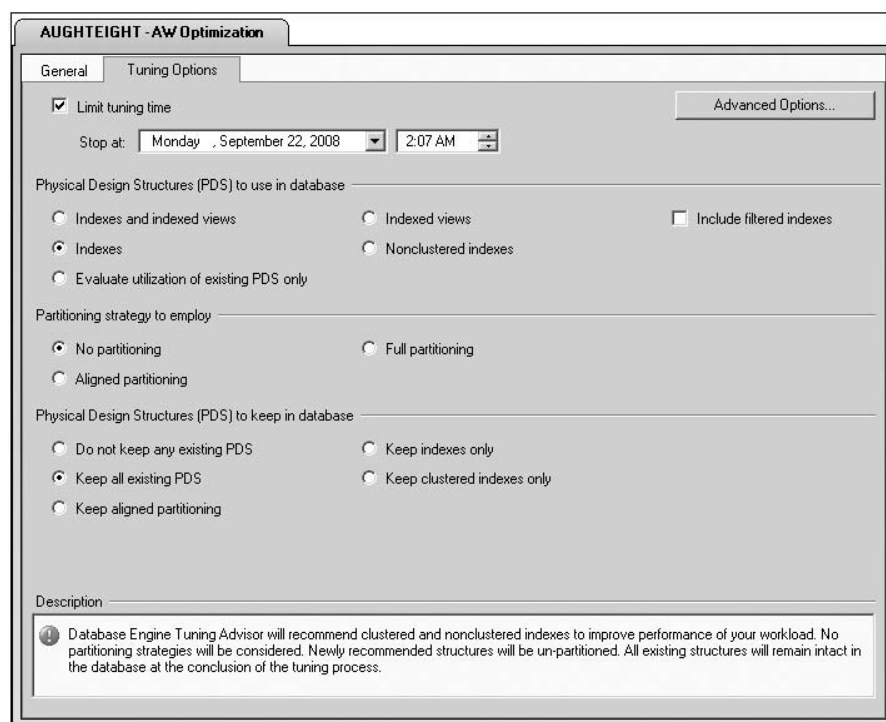 AUGHTEIGHT - AW Optimization
General Tuning Options
Limit tuning time Advanced Options...
Stop at: Monday , September 22, 2008 2:07 AM
Physical Design Structures (PDS) to use in database
Indexes and indexed views Indexed views Include filtered indexes
Indexes Nonclustered indexes
Evaluate utilization of existing PDS only
Partitioning strategy to employ
No partitioning Full partitioning
Aligned partitioning
Physical Design Structures (PDS) to keep in database
Do not keep any existing PDS Keep indexes only
Keep all existing PDS Keep clustered indexes only
Keep aligned partitioning
Description
Database Engine Tuning Advisor will recommend clustered and nonclustered indexes to improve performance of your workload. No
partitioning strategies will be considered. Newly recommended structures will be un-partitioned. All existing structures will remain intact in
the database at the conclusion of the tuning process.